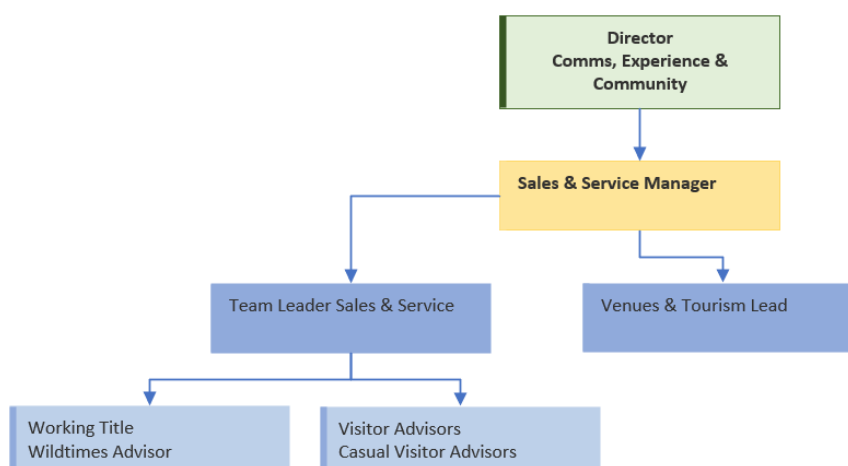 Director
Comms, Experience &
Community
Sales & Service Manager
Team Leader Sales & Service
Venues & Tourism Lead
Working Title
Wildtimes Advisor
Visitor Advisors
Casual Visitor Advisors